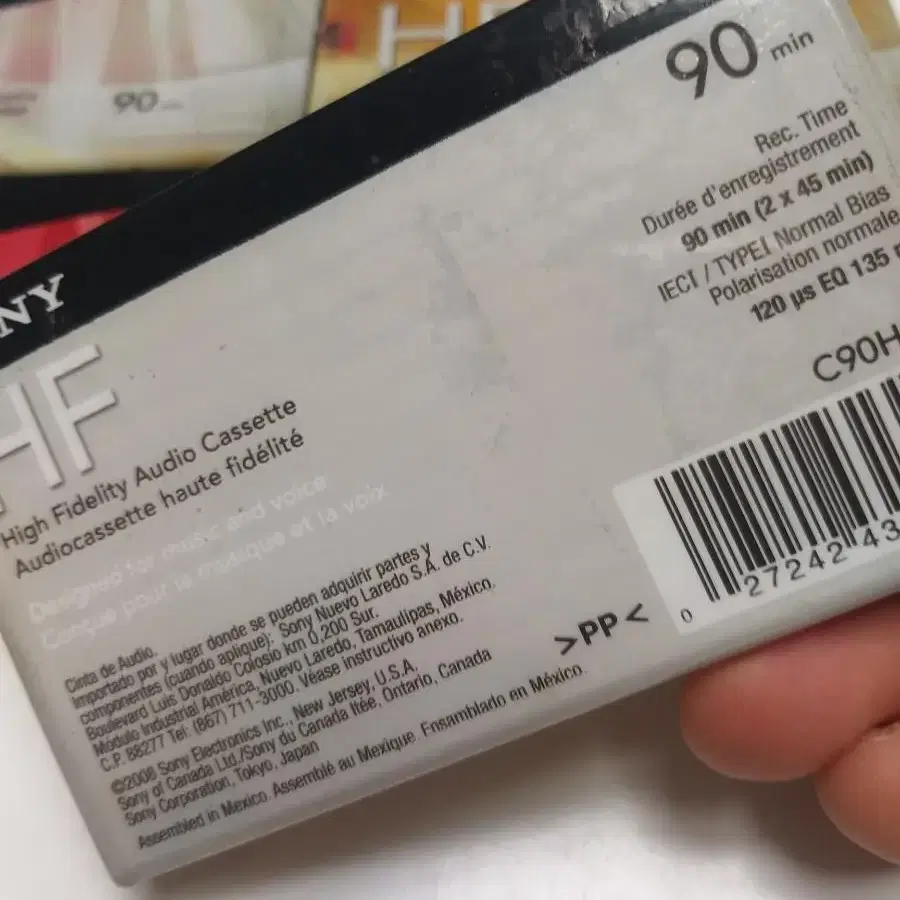 90
90 min
Rec. Time
Durée d'enregistrement
90 min (2 x 45 min)
IECI / TYPEI Normal Bias
Polarisation normale
120 µs EQ 135
C90H
NY
HF
High Fidelity Audio Cassette
Audiocassette haute fidélité
Designed for music and voice
Conçue pour la musique et la voix
Cinta de Audio.
Importado por y lugar donde se pueden adquirir partes y
componentes (cuando aplique): Sony Nuevo Laredo S.A. de C.V.
Boulevard Luis Donaldo Colosio km 0.200 Sur.
Modulo Industrial América, Nuevo Laredo, Tamaulipas, México.
C.P. 88277 Tel: (867) 711-3000. Véase instructivo anexo.
©2008 Sony Electronics Inc., New Jersey, U.S.A.
Sony of Canada Ltd./Sony du Canada ltée, Ontario, Canada
Sony Corporation, Tokyo, Japan
Assembled in Mexico. Assemblé au Mexique. Ensamblado en México.
>PP<
0 27242 43